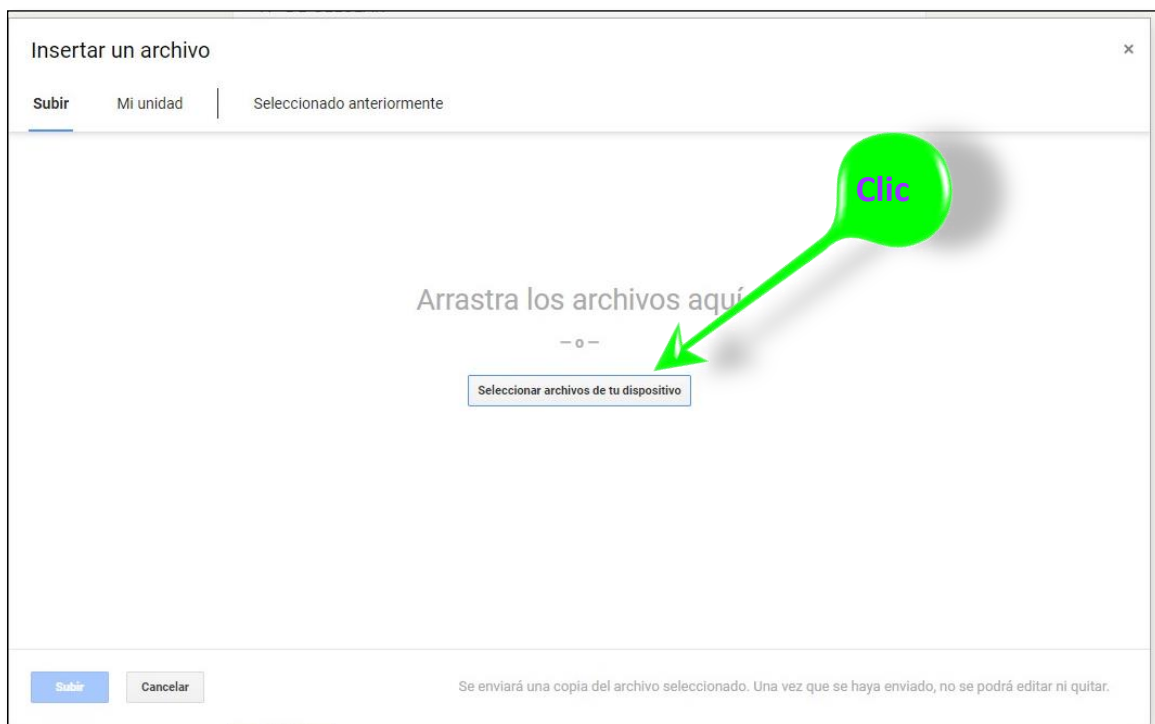 Insertar un archivo
×
Subir Mi unidad Seleccionado anteriormente
Clic
Arrastra los archivos aquí
— o —
Seleccionar archivos de tu dispositivo
Subir Cancelar Se enviará una copia del archivo seleccionado. Una vez que se haya enviado, no se podrá editar ni quitar.